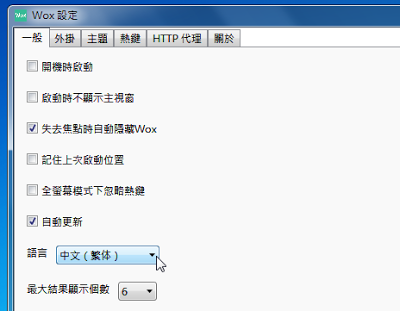 Wox 設定
一般 外掛 主題 熱鍵 HTTP 代理 關於
開機時啟動
啟動時不顯示主視窗
失去焦點時自動隱藏Wox
記住上次啟動位置
全螢幕模式下忽略熱鍵
自動更新
語言 中文（繁体）
最大結果顯示個數 6